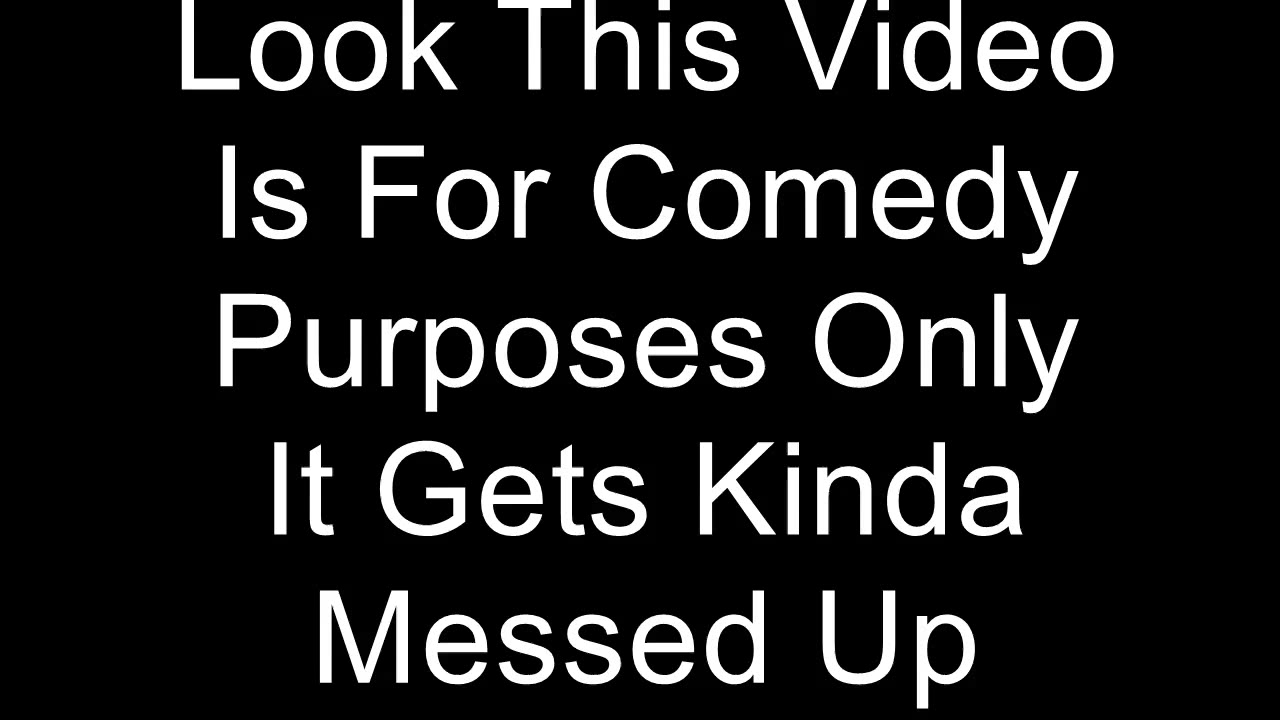 Look This Video
Is For Comedy
Purposes Only
It Gets Kinda
Messed Up